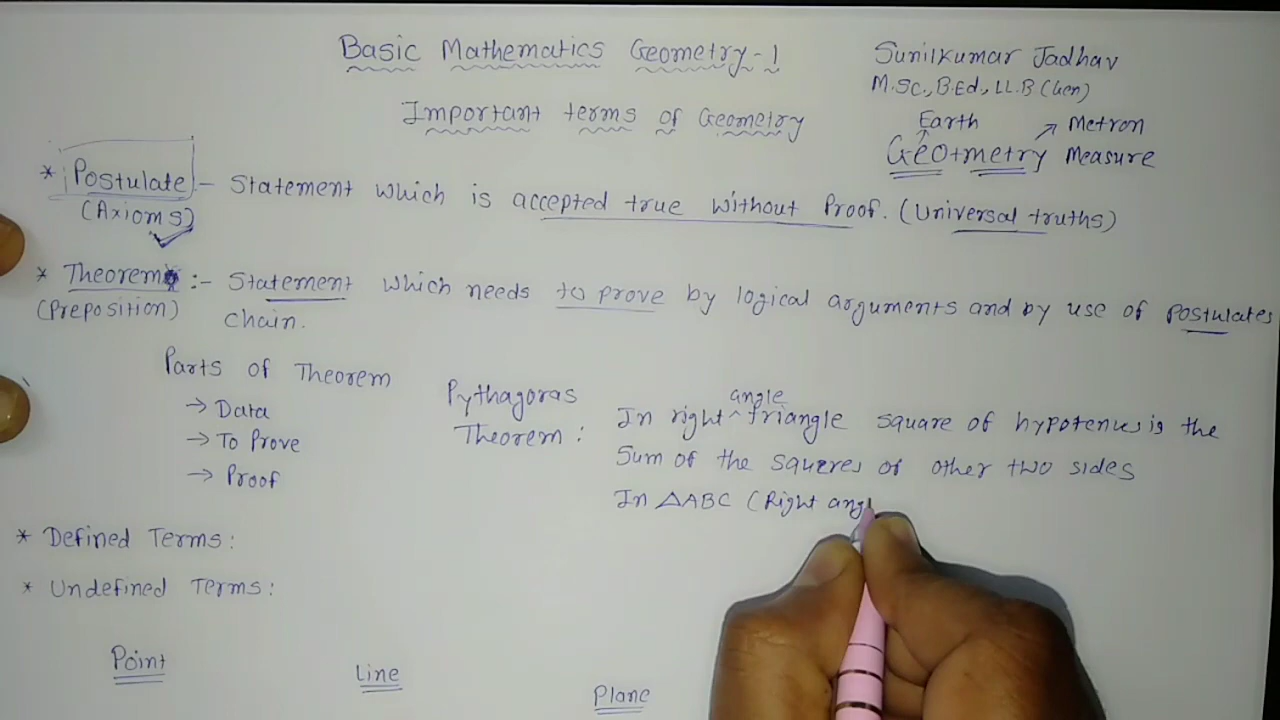 Basic Mathematics Geometry-1
Sunilkumar Jadhav
M.Sc., B.Ed., LL.B (Gen)
Important terms of Geometry
Earth
Metron
Geo+metry Measure
* Postulate :- Statement which is accepted true without Proof. (Universal truths)
(Axioms)
* Theorem :- Statement which needs to prove by logical arguments and by use of Postulates
(Preposition) chain.
Parts of Theorem
→ Data
→ To Prove
→ Proof
Pythagoras
Theorem :
angle
In right ^ triangle square of hypotenus is the
Sum of the squeres of other two sides
In △ABC (Right ang
* Defined Terms:
* Undefined Terms:
Point
Line
Plane